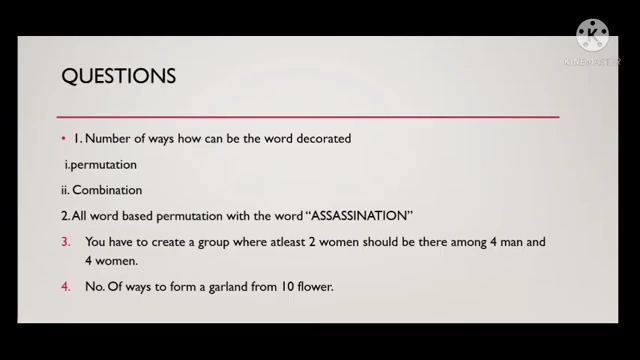 K
KINEMASTER
QUESTIONS
• 1. Number of ways how can be the word decorated
i.permutation
ii. Combination
2. All word based permutation with the word “ASSASSINATION”
3. You have to create a group where atleast 2 women should be there among 4 man and
4 women.
4. No. Of ways to form a garland from 10 flower.